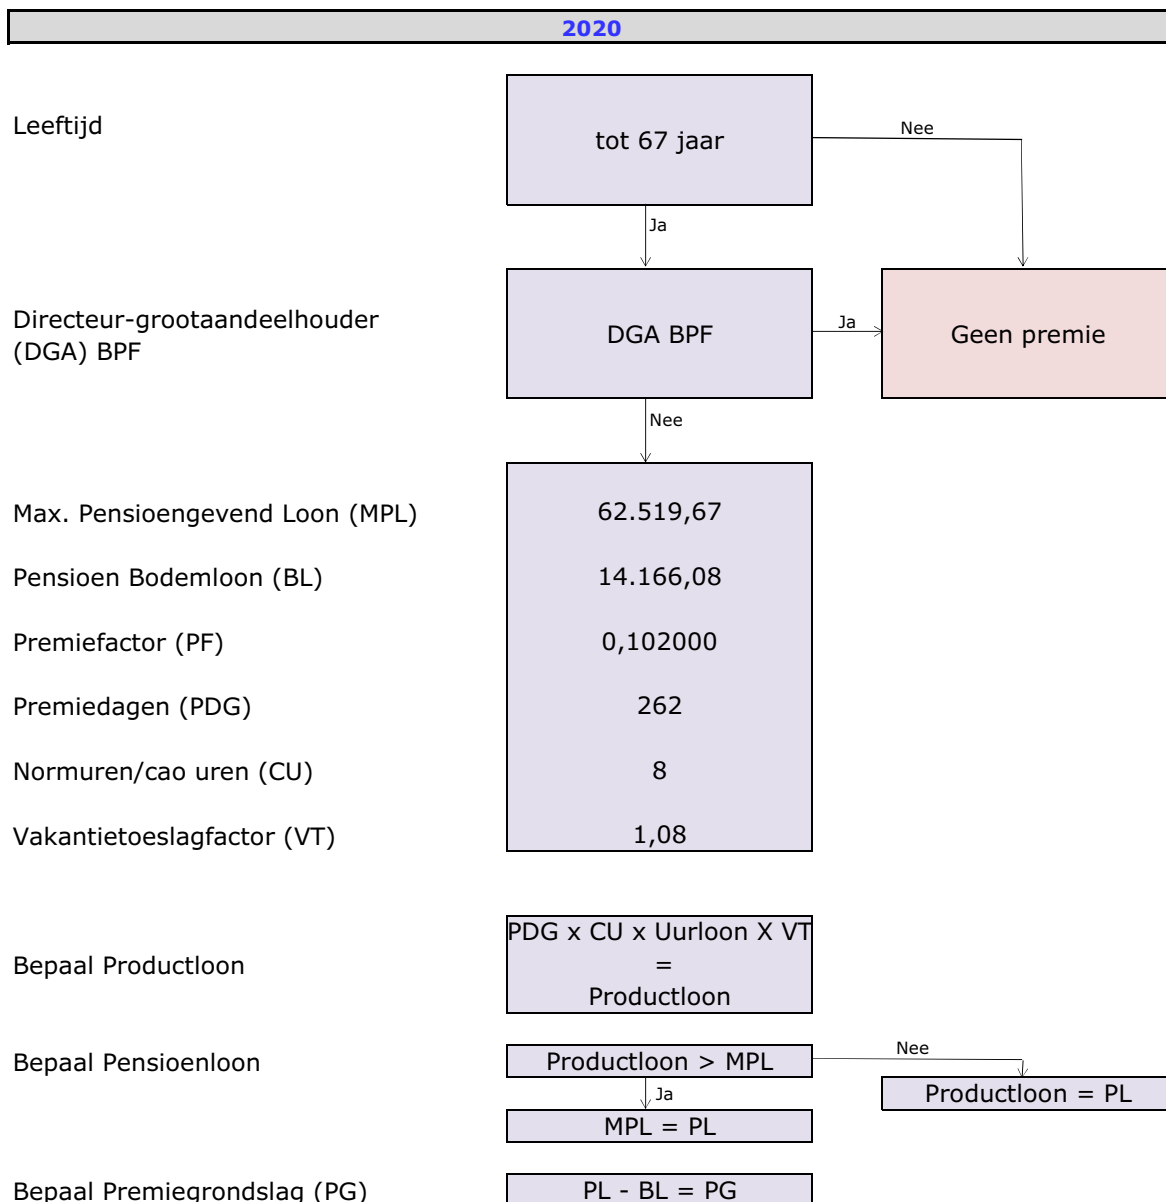 2020
Leeftijd
tot 67 jaar
Nee
Ja
Directeur-grootaandeelhouder
(DGA) BPF
DGA BPF
Ja
Geen premie
Nee
Max. Pensioengevend Loon (MPL)
62.519,67
Pensioen Bodemloon (BL)
14.166,08
Premiefactor (PF)
0,102000
Premiedagen (PDG)
262
Normuren/cao uren (CU)
8
Vakantietoeslagfactor (VT)
1,08
Bepaal Productloon
PDG x CU x Uurloon X VT
=
Productloon
Bepaal Pensioenloon
Productloon > MPL
Nee
Productloon = PL
Ja
MPL = PL
Bepaal Premiegrondslag (PG)
PL - BL = PG